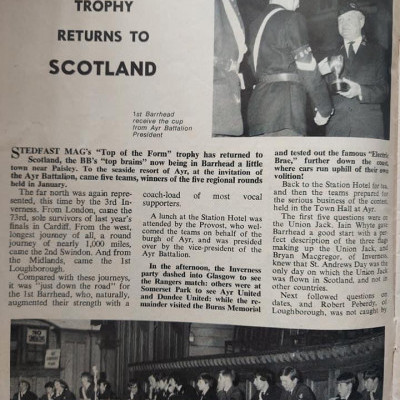 TROPHY
RETURNS TO
SCOTLAND
1st Barrhead
receive the cup
from Ayr Battalion
President
STEDFAST MAG's "Top of the Form" trophy has returned to
Scotland, the BB's "top brains" now being in Barrhead a little
town near Paisley. To the seaside resort of Ayr, at the invitation of
the Ayr Battalion, came five teams, winners of the five regional rounds
held in January.
The far north was again repre-
sented, this time by the 3rd In-
verness. From London, came the
73rd, sole survivors of last year's
finals in Cardiff. From the west,
longest journey of all, a round
journey of nearly 1,000 miles,
came the 2nd Swindon. And from
the Midlands, came the 1st
Loughborough.
Compared with these journeys,
it was "just down the road" for
the 1st Barrhead, who, naturally,
augmented their strength with a
coach-load of most vocal
supporters.
A lunch at the Station Hotel was
attended by the Provost, who wel-
comed the teams on behalf of the
burgh of Ayr, and was presided
over by the vice-president of the
Ayr Battalion.
In the afternoon, the Inverness
party dashed into Glasgow to see
the Rangers match: others were at
Somerset Park to see Ayr United
and Dundee United: while the re-
mainder visited the Burns Memorial
and tested out the famous "Electric
Brae," further down the coast,
where cars run uphill of their own
volition!
Back to the Station Hotel for tea,
and then the teams prepared for
the serious business of the contest
held in the Town Hall at Ayr.
The first five questions were on
the Union Jack. Iain Whyte gave
Barrhead a good start with a per-
fect description of the three flags
making up the Union Jack, and
Bryan Macgregor, of Inverness,
knew that St. Andrews Day was the
only day on which the Union Jack
was flown in Scotland, and not in
other countries.
Next followed questions on
dates, and Robert Peberdy, of
Loughborough, was not caught by